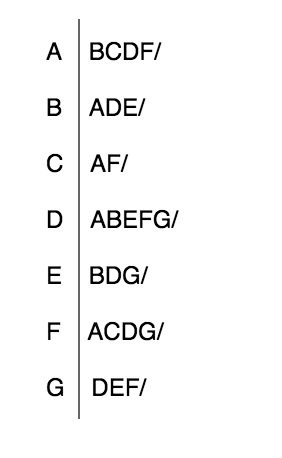 A BCDF/
B ADE/
C AF/
D ABEFG/
E BDG/
F ACDG/
G DEF/